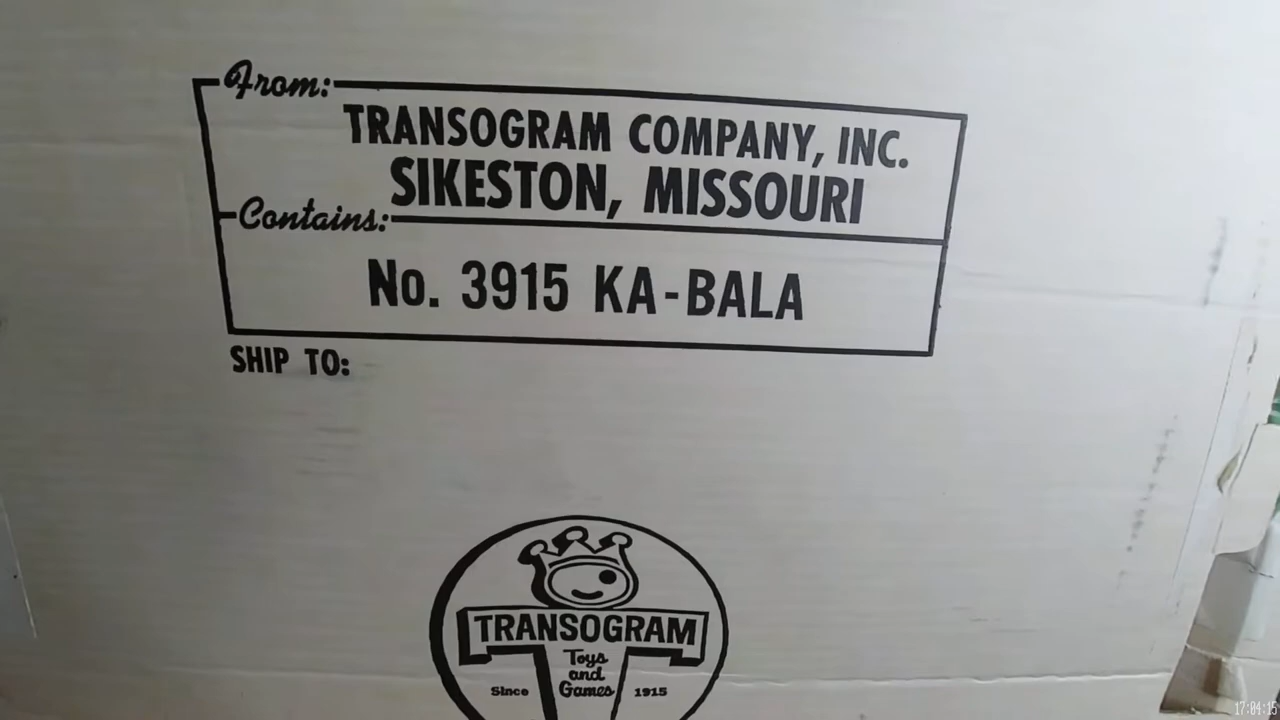 From:
TRANSOGRAM COMPANY, INC.
SIKESTON, MISSOURI
Contains:
No. 3915 KA-BALA
SHIP TO:
TRANSOGRAM
Toys
and
Games
Since 1915
17:04:15